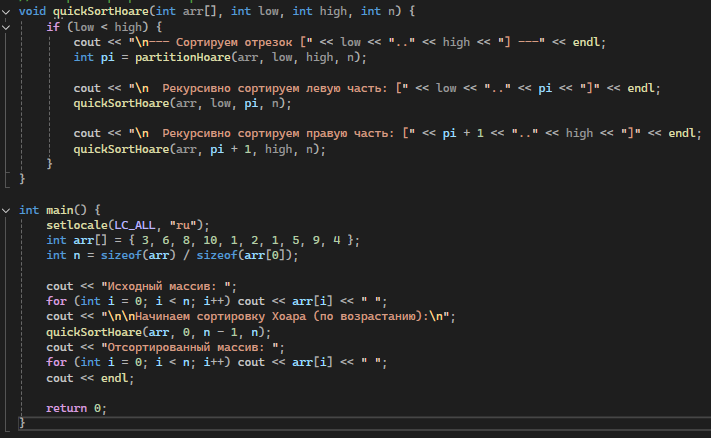 void quickSortHoare(int arr[], int low, int high, int n) {
if (low < high) {
cout << "\n--- Сортируем отрезок [" << low << ".." << high << "] ---" << endl;
int pi = partitionHoare(arr, low, high, n);
cout << "\n  Рекурсивно сортируем левую часть: [" << low << ".." << pi << "]" << endl;
quickSortHoare(arr, low, pi, n);
cout << "\n  Рекурсивно сортируем правую часть: [" << pi + 1 << ".." << high << "]" << endl;
quickSortHoare(arr, pi + 1, high, n);
}
}
int main() {
setlocale(LC_ALL, "ru");
int arr[] = { 3, 6, 8, 10, 1, 2, 1, 5, 9, 4 };
int n = sizeof(arr) / sizeof(arr[0]);
cout << "Исходный массив: ";
for (int i = 0; i < n; i++) cout << arr[i] << " ";
cout << "\n\nНачинаем сортировку Хоара (по возрастанию):\n";
quickSortHoare(arr, 0, n - 1, n);
cout << "Отсортированный массив: ";
for (int i = 0; i < n; i++) cout << arr[i] << " ";
cout << endl;
return 0;
}